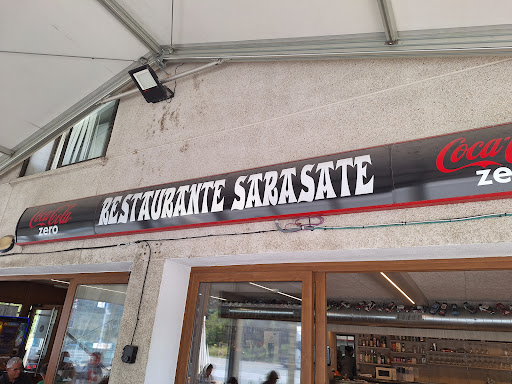 Coca-Cola
zero
RESTAURANTE SARASATE
Coca-Cola
zero